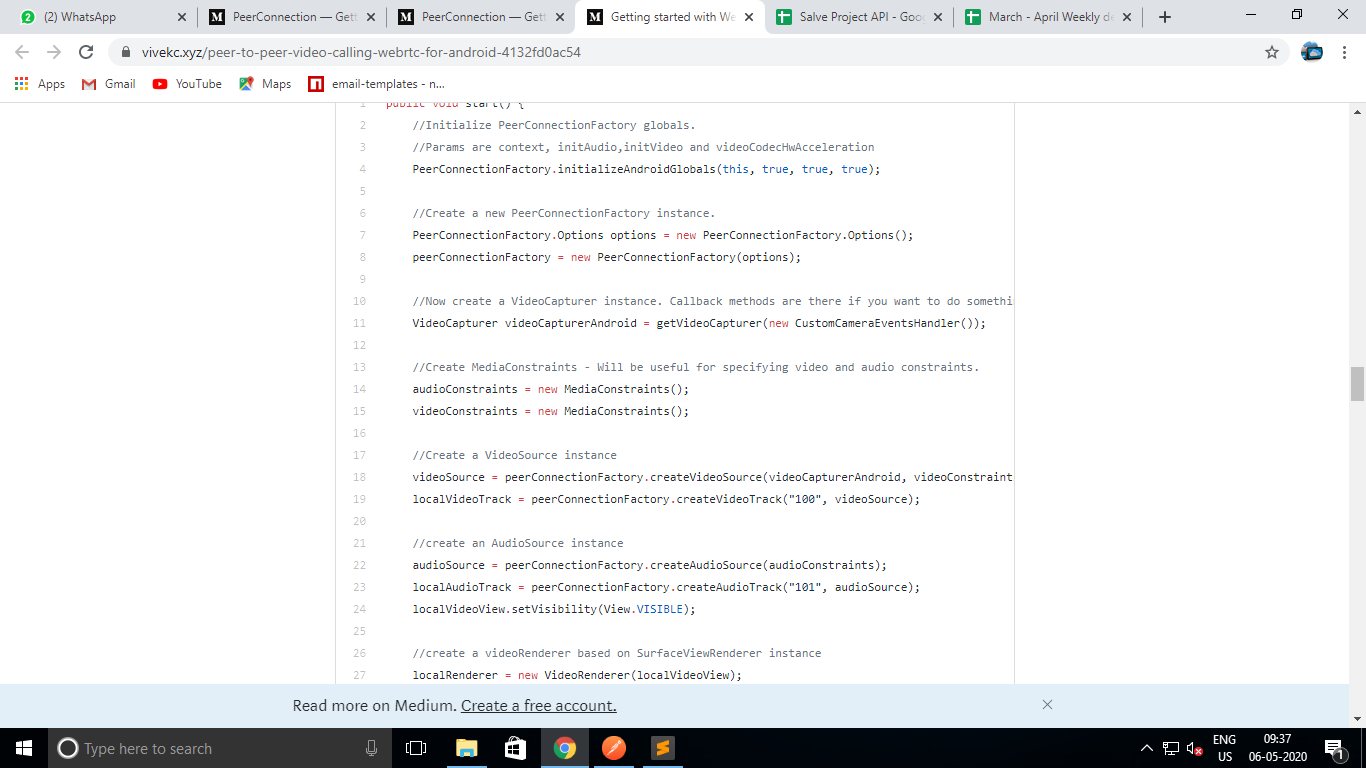 2
(2) WhatsApp
PeerConnection — Gett
PeerConnection — Gett
Getting started with We
Salve Project API - Goog
March - April Weekly de
vivekc.xyz/peer-to-peer-video-calling-webrtc-for-android-4132fd0ac54
Apps
Gmail
YouTube
Maps
email-templates - n...
1 public void start() {
2 //Initialize PeerConnectionFactory globals.
3 //Params are context, initAudio,initVideo and videoCodecHwAcceleration
4 PeerConnectionFactory.initializeAndroidGlobals(this, true, true, true);
5
6 //Create a new PeerConnectionFactory instance.
7 PeerConnectionFactory.Options options = new PeerConnectionFactory.Options();
8 peerConnectionFactory = new PeerConnectionFactory(options);
9
10 //Now create a VideoCapturer instance. Callback methods are there if you want to do somethi
11 VideoCapturer videoCapturerAndroid = getVideoCapturer(new CustomCameraEventsHandler());
12
13 //Create MediaConstraints - Will be useful for specifying video and audio constraints.
14 audioConstraints = new MediaConstraints();
15 videoConstraints = new MediaConstraints();
16
17 //Create a VideoSource instance
18 videoSource = peerConnectionFactory.createVideoSource(videoCapturerAndroid, videoConstraint
19 localVideoTrack = peerConnectionFactory.createVideoTrack("100", videoSource);
20
21 //create an AudioSource instance
22 audioSource = peerConnectionFactory.createAudioSource(audioConstraints);
23 localAudioTrack = peerConnectionFactory.createAudioTrack("101", audioSource);
24 localVideoView.setVisibility(View.VISIBLE);
25
26 //create a videoRenderer based on SurfaceViewRenderer instance
27 localRenderer = new VideoRenderer(localVideoView);
Read more on Medium. Create a free account.
Type here to search
ENG
US
09:37
06-05-2020
1